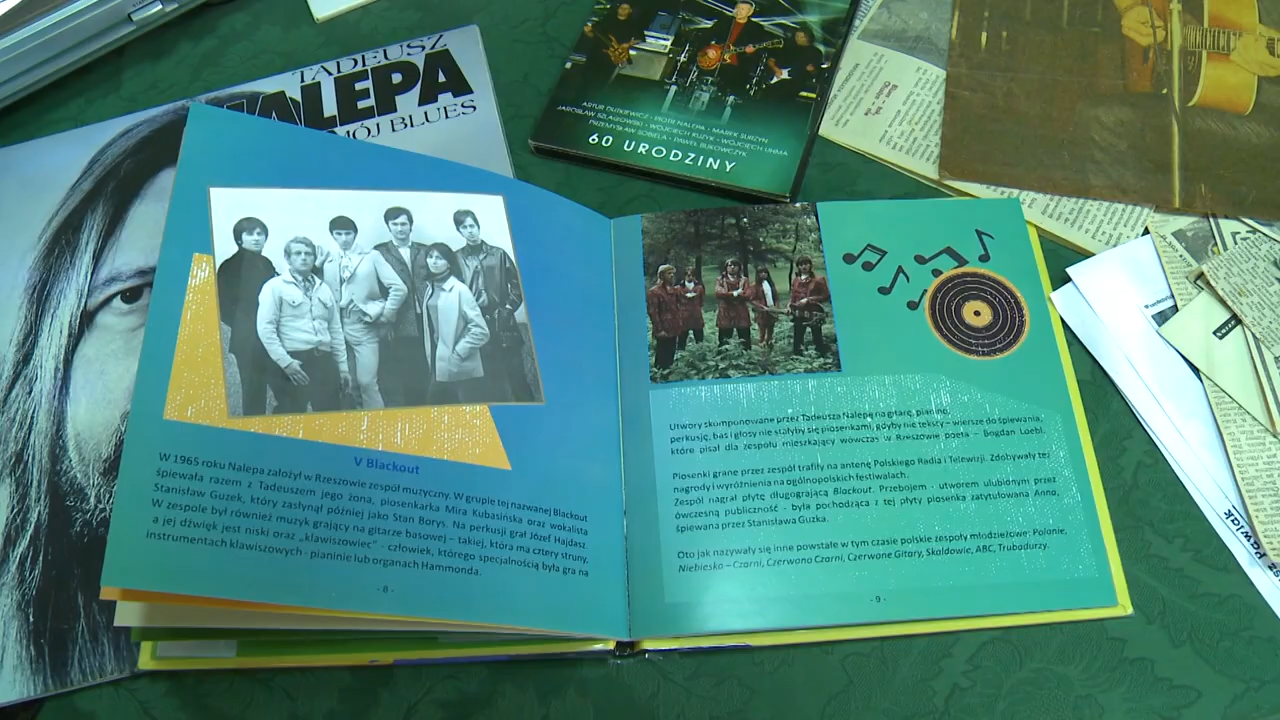 TADEUSZ
NALEPA
MÓJ BLUES
ARTUR DUTKIEWICZ • PIOTR NALEPA • MAREK SURZYN
JAROSŁAW SZLAGOWSKI • WOJCIECH KUZYK • WOJCIECH UHMA
PRZEMYSŁAW SOBIELA • PAWEŁ BUKOWCZYK
60 URODZINY
V Blackout
W 1965 roku Nalepa założył w Rzeszowie zespół muzyczny. W grupie tej nazwanej Blackout
śpiewała razem z Tadeuszem jego żona, piosenkarka Mira Kubasińska oraz wokalista
Stanisław Guzek, który zasłynął później jako Stan Borys. Na perkusji grał Józef Hajdasz.
W zespole był również muzyk grający na gitarze basowej – takiej, która ma cztery struny,
a jej dźwięk jest niski oraz „klawiszowiec" - człowiek, którego specjalnością była gra na
instrumentach klawiszowych - pianinie lub organach Hammonda.
- 8 -
Utwory skomponowane przez Tadeusza Nalepę na gitarę, pianino,
perkusję, bas i głosy nie stałyby się piosenkami, gdyby nie teksty – wiersze do śpiewania,
które pisał dla zespołu mieszkający wówczas w Rzeszowie poeta – Bogdan Loebl.
Piosenki grane przez zespół trafiły na antenę Polskiego Radia i Telewizji. Zdobywały też
nagrody i wyróżnienia na ogólnopolskich festiwalach.
Zespół nagrał płytę długogrającą Blackout. Przebojem - utworem ulubionym przez
ówczesną publiczność - była pochodząca z tej płyty piosenka zatytułowana Anna,
śpiewana przez Stanisława Guzka.
Oto jak nazywały się inne powstałe w tym czasie polskie zespoły młodzieżowe: Polanie,
Niebiesko – Czarni, Czerwono Czarni, Czerwone Gitary, Skaldowie, ABC, Trubadurzy.
- 9 -
sz Pawlak